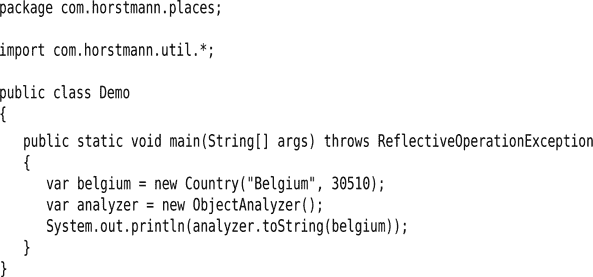 package com.horstmann.places;
import com.horstmann.util.*;
public class Demo
{
public static void main(String[] args) throws ReflectiveOperationException
{
var belgium = new Country("Belgium", 30510);
var analyzer = new ObjectAnalyzer();
System.out.println(analyzer.toString(belgium));
}
}